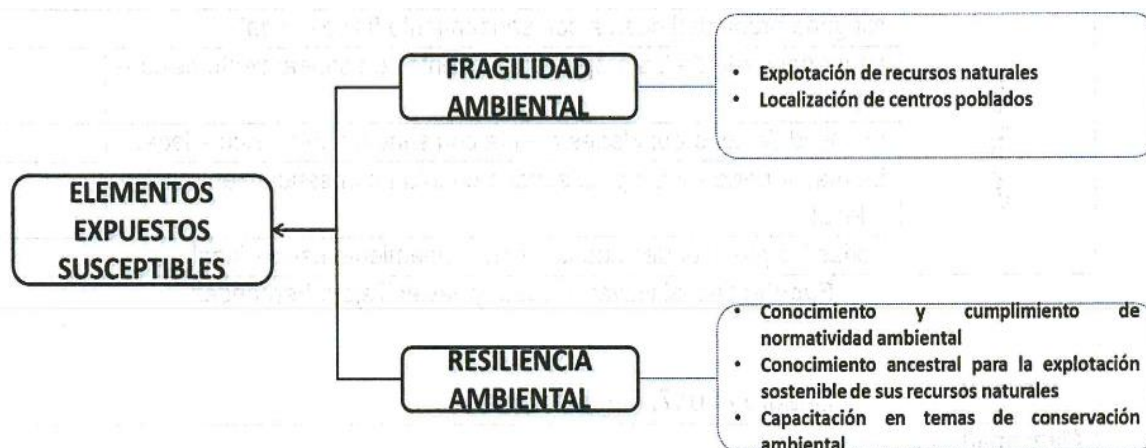 FRAGILIDAD
AMBIENTAL
• Explotación de recursos naturales
• Localización de centros poblados
ELEMENTOS
EXPUESTOS
SUSCEPTIBLES
RESILIENCIA
AMBIENTAL
• Conocimiento y cumplimiento de
normatividad ambiental
• Conocimiento ancestral para la explotación
sostenible de sus recursos naturales
• Capacitación en temas de conservación
ambiental